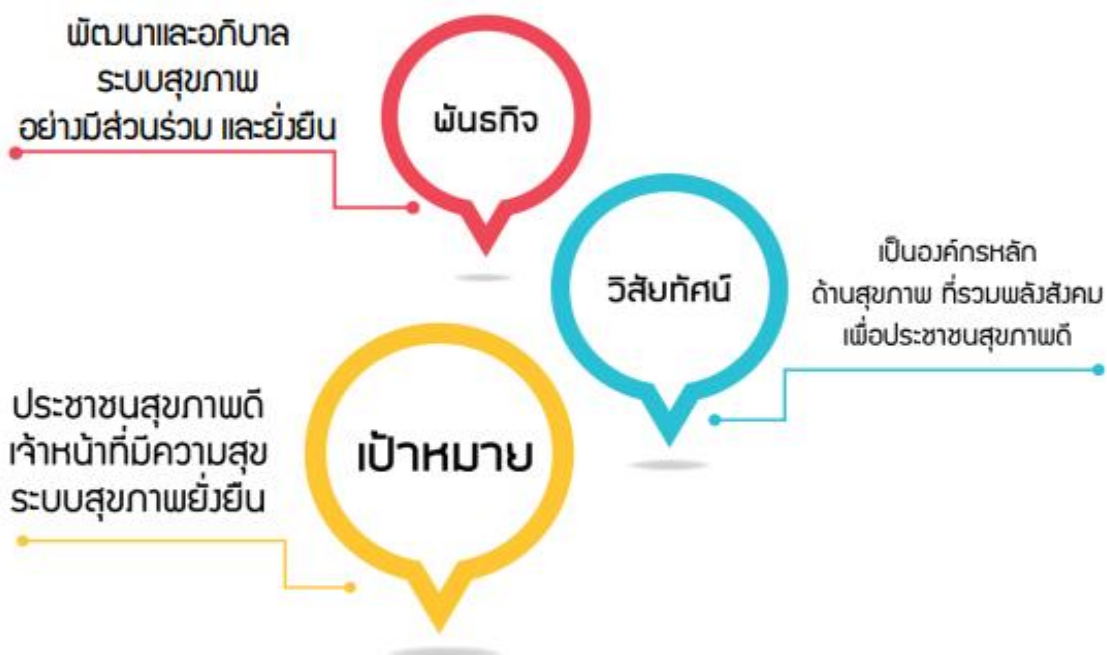 พัฒนาและอภิบาล
ระบบสุขภาพ
อย่างมีส่วนร่วม และยั่งยืน
พันธกิจ
วิสัยทัศน์
เป็นองค์กรหลัก
ด้านสุขภาพ ที่รวมพลังสังคม
เพื่อประชาชนสุขภาพดี
ประชาชนสุขภาพดี
เจ้าหน้าที่มีความสุข
ระบบสุขภาพยั่งยืน
เป้าหมาย